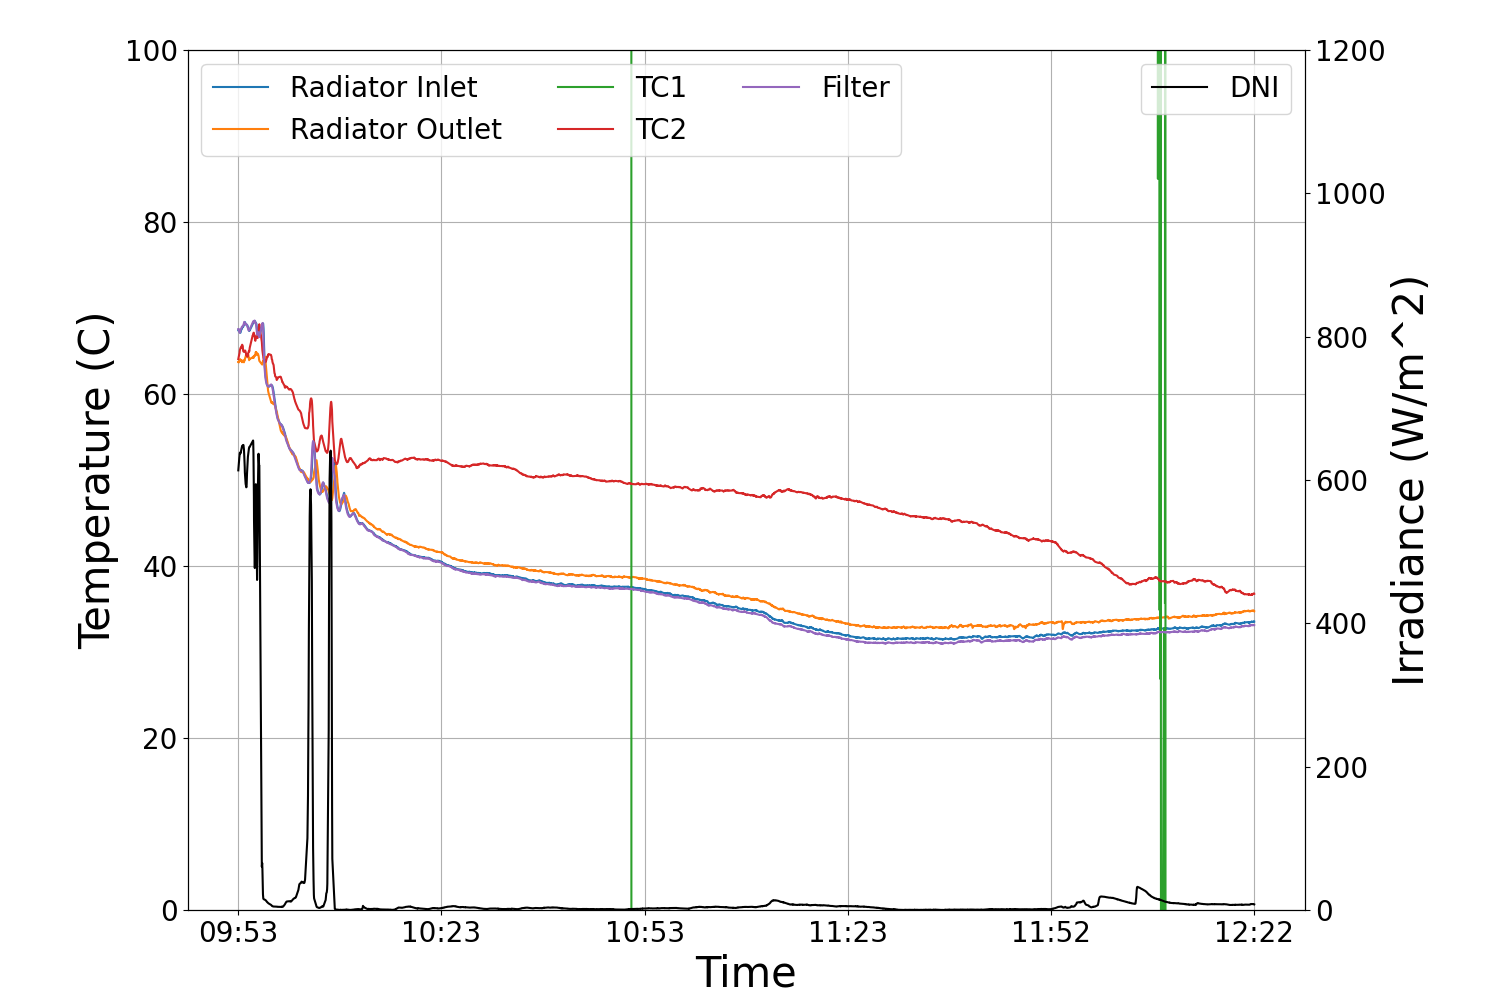 100
80
60
40
20
0
Temperature (C)
Radiator Inlet
Radiator Outlet
TC1
TC2
Filter
DNI
1200
1000
800
600
400
200
0
Irradiance (W/m^2)
09:53 10:23 10:53 11:23 11:52 12:22
Time